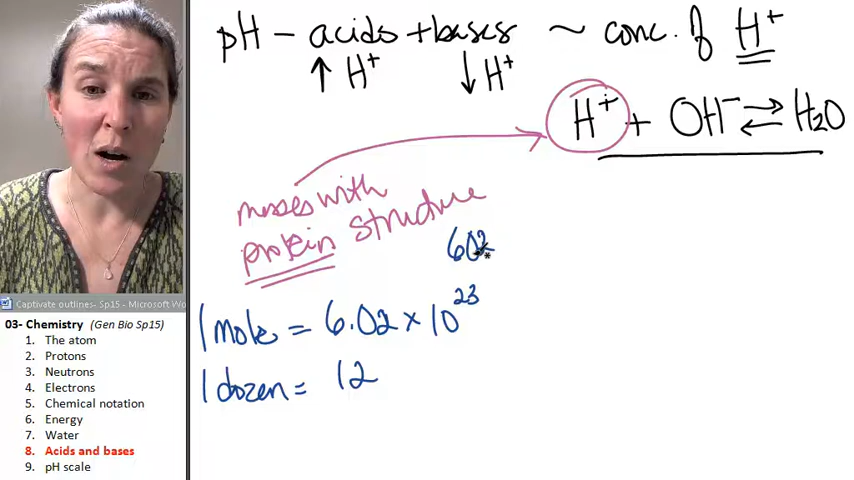 pH - acids + bases ~ conc. of H⁺
↑ H⁺ ↓ H⁺
H⁺ + OH⁻ ⇄ H₂O
messes with
protein structure
602
1 mole = 6.02 × 10²³
1 dozen = 12
Captivate outlines- Sp15 - Microsoft Wo
03- Chemistry (Gen Bio Sp15)
1. The atom
2. Protons
3. Neutrons
4. Electrons
5. Chemical notation
6. Energy
7. Water
8. Acids and bases
9. pH scale